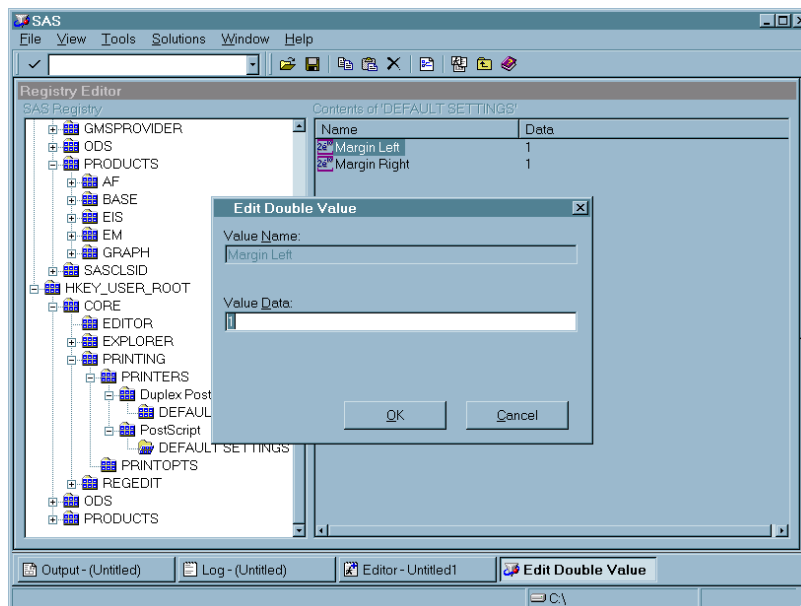 SAS
File View Tools Solutions Window Help
Registry Editor
SAS Registry
Contents of 'DEFAULT SETTINGS'
GMSPROVIDER
ODS
PRODUCTS
AF
BASE
EIS
EM
GRAPH
SASCLSID
HKEY_USER_ROOT
CORE
EDITOR
EXPLORER
PRINTING
PRINTERS
Duplex Post
DEFAUL
PostScript
DEFAULT SETTINGS
PRINTOPTS
REGEDIT
ODS
PRODUCTS
Name Data
Margin Left 1
Margin Right 1
Edit Double Value
Value Name:
Margin Left
Value Data:
1
OK Cancel
Output - (Untitled) Log - (Untitled) Editor - Untitled1 Edit Double Value
C:\